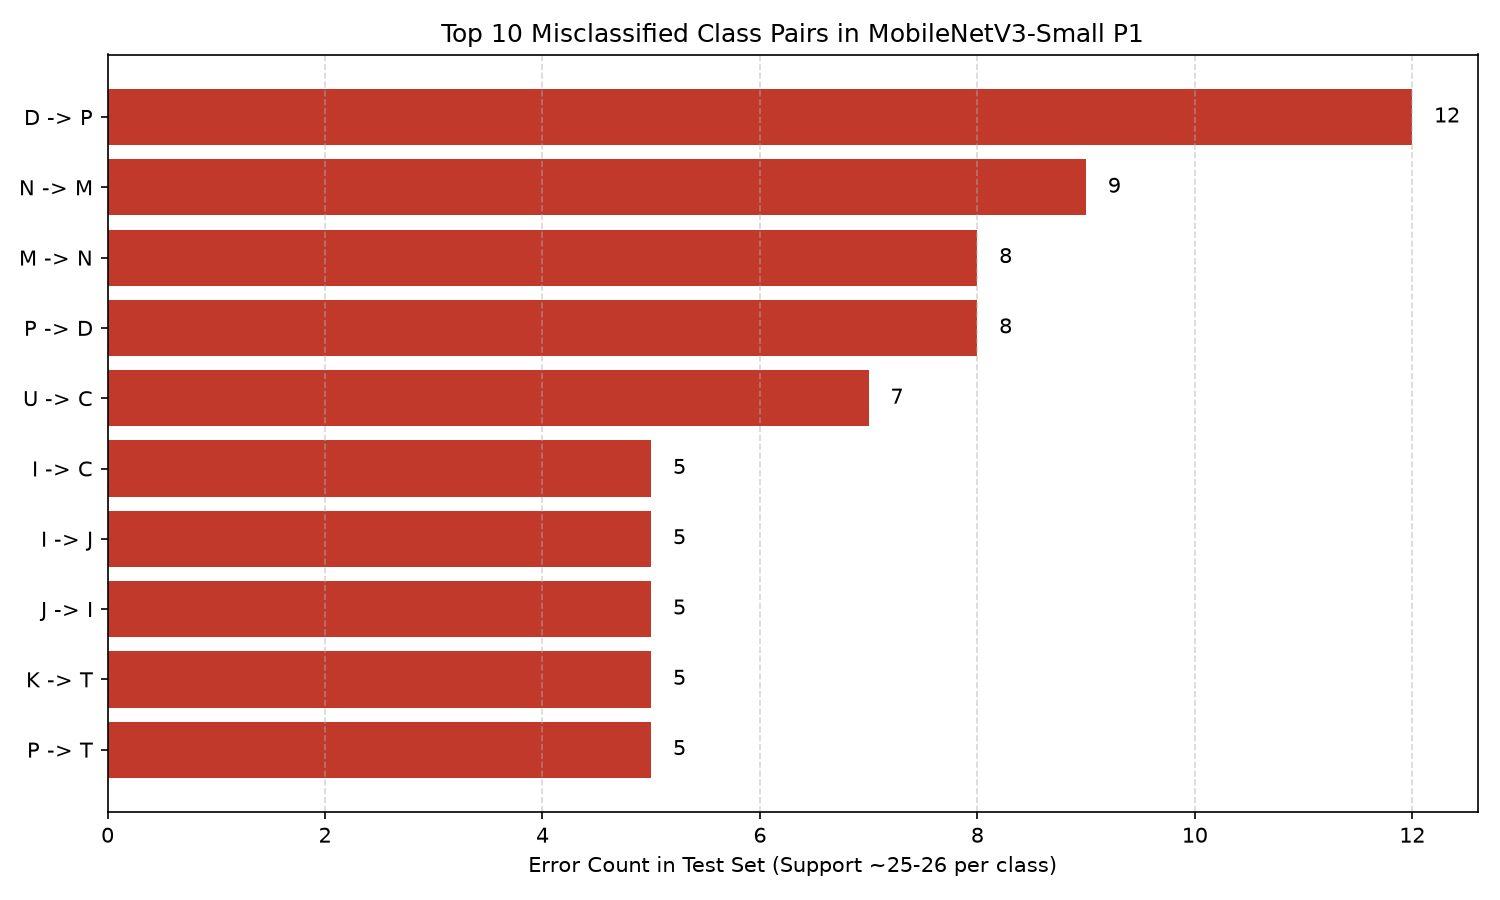 Top 10 Misclassified Class Pairs in MobileNetV3-Small P1
D -> P 12
N -> M 9
M -> N 8
P -> D 8
U -> C 7
I -> C 5
I -> J 5
J -> I 5
K -> T 5
P -> T 5
0 2 4 6 8 10 12
Error Count in Test Set (Support ~25-26 per class)